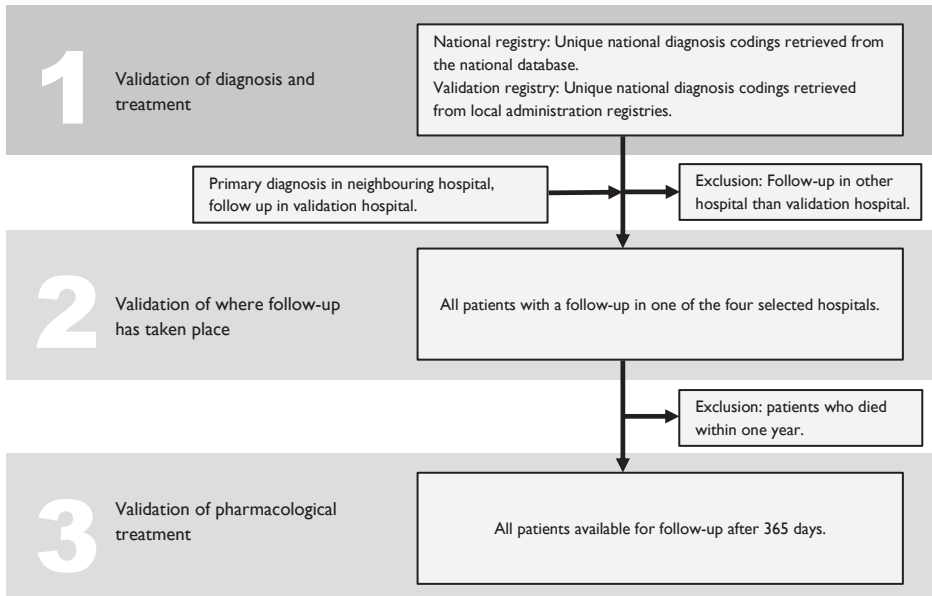 1
Validation of diagnosis and
treatment
National registry: Unique national diagnosis codings retrieved from
the national database.
Validation registry: Unique national diagnosis codings retrieved
from local administration registries.
Primary diagnosis in neighbouring hospital,
follow up in validation hospital.
Exclusion: Follow-up in other
hospital than validation hospital.
2
Validation of where follow-up
has taken place
All patients with a follow-up in one of the four selected hospitals.
Exclusion: patients who died
within one year.
3
Validation of pharmacological
treatment
All patients available for follow-up after 365 days.